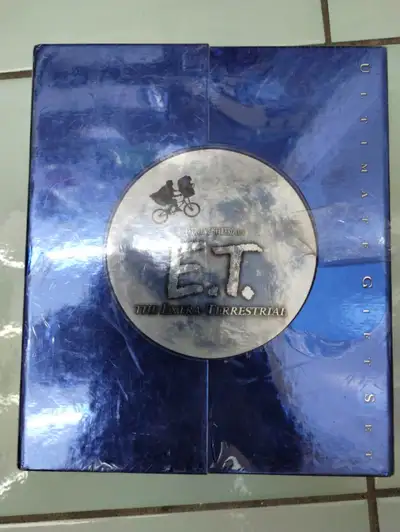 E.T.
THE EXTRA-TERRESTRIAL
ULTIMATE GIFT SET